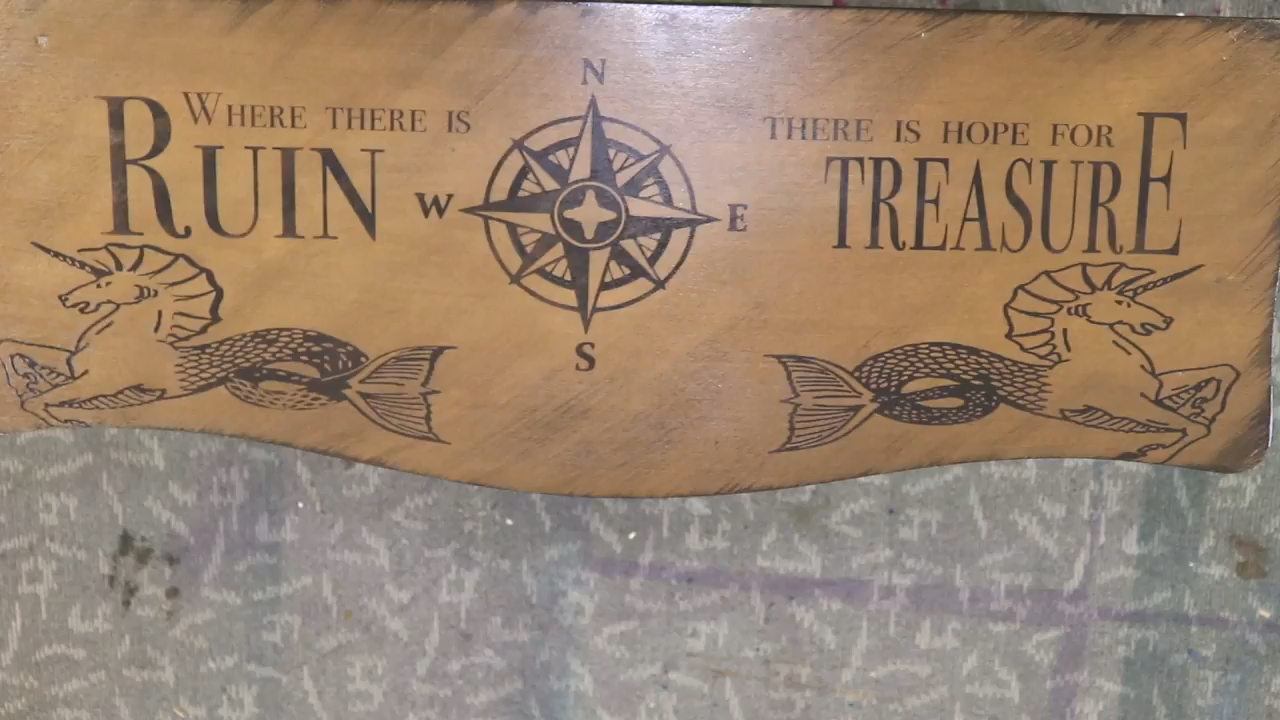 WHERE THERE IS
RUIN
N
W
E
S
THERE IS HOPE FOR
TREASURE